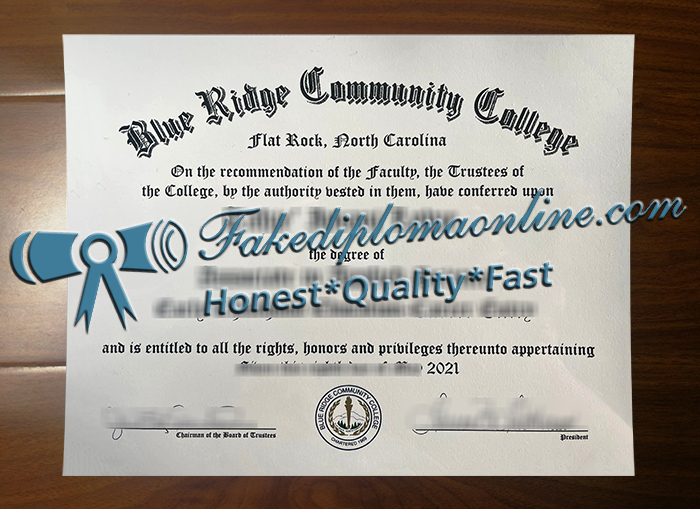 Blue Ridge Community College
Flat Rock, North Carolina
On the recommendation of the Faculty, the Trustees of
the College, by the authority vested in them, have conferred upon
Fakediplomaonline.com
the degree of
Honest*Quality*Fast
and is entitled to all the rights, honors and privileges thereunto appertaining
2021
BLUE RIDGE COMMUNITY COLLEGE
CHARTERED 1969
Chairman of the Board of Trustees
President